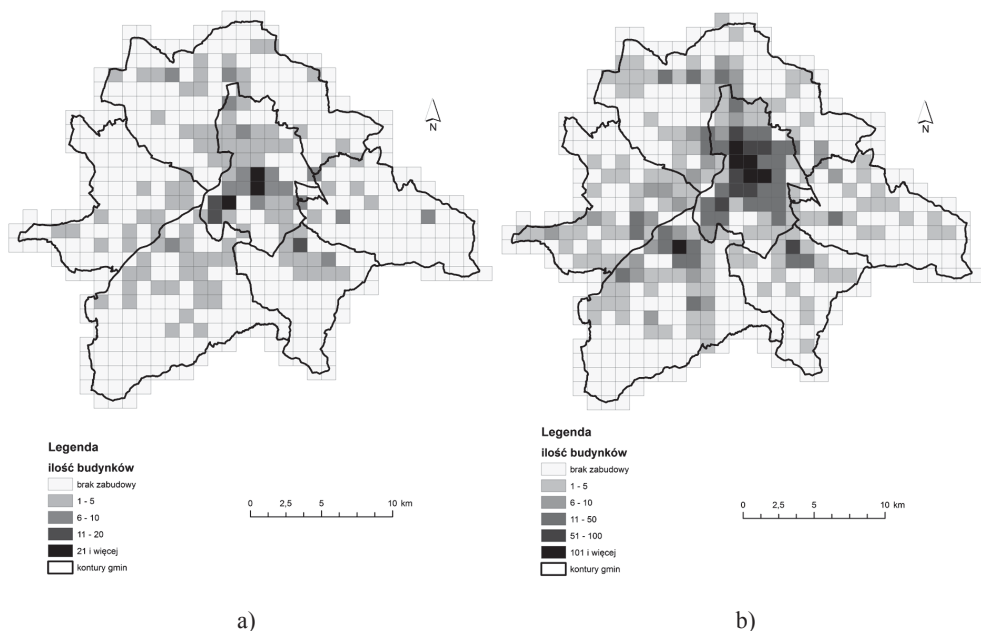 N
N
Legenda
ilość budynków
brak zabudowy
1 - 5
6 - 10
11 - 20
21 i więcej
kontury gmin
0 2,5 5 10 km
Legenda
ilość budynków
brak zabudowy
1 - 5
6 - 10
11 - 50
51 - 100
101 i więcej
kontury gmin
0 2,5 5 10 km
a)
b)